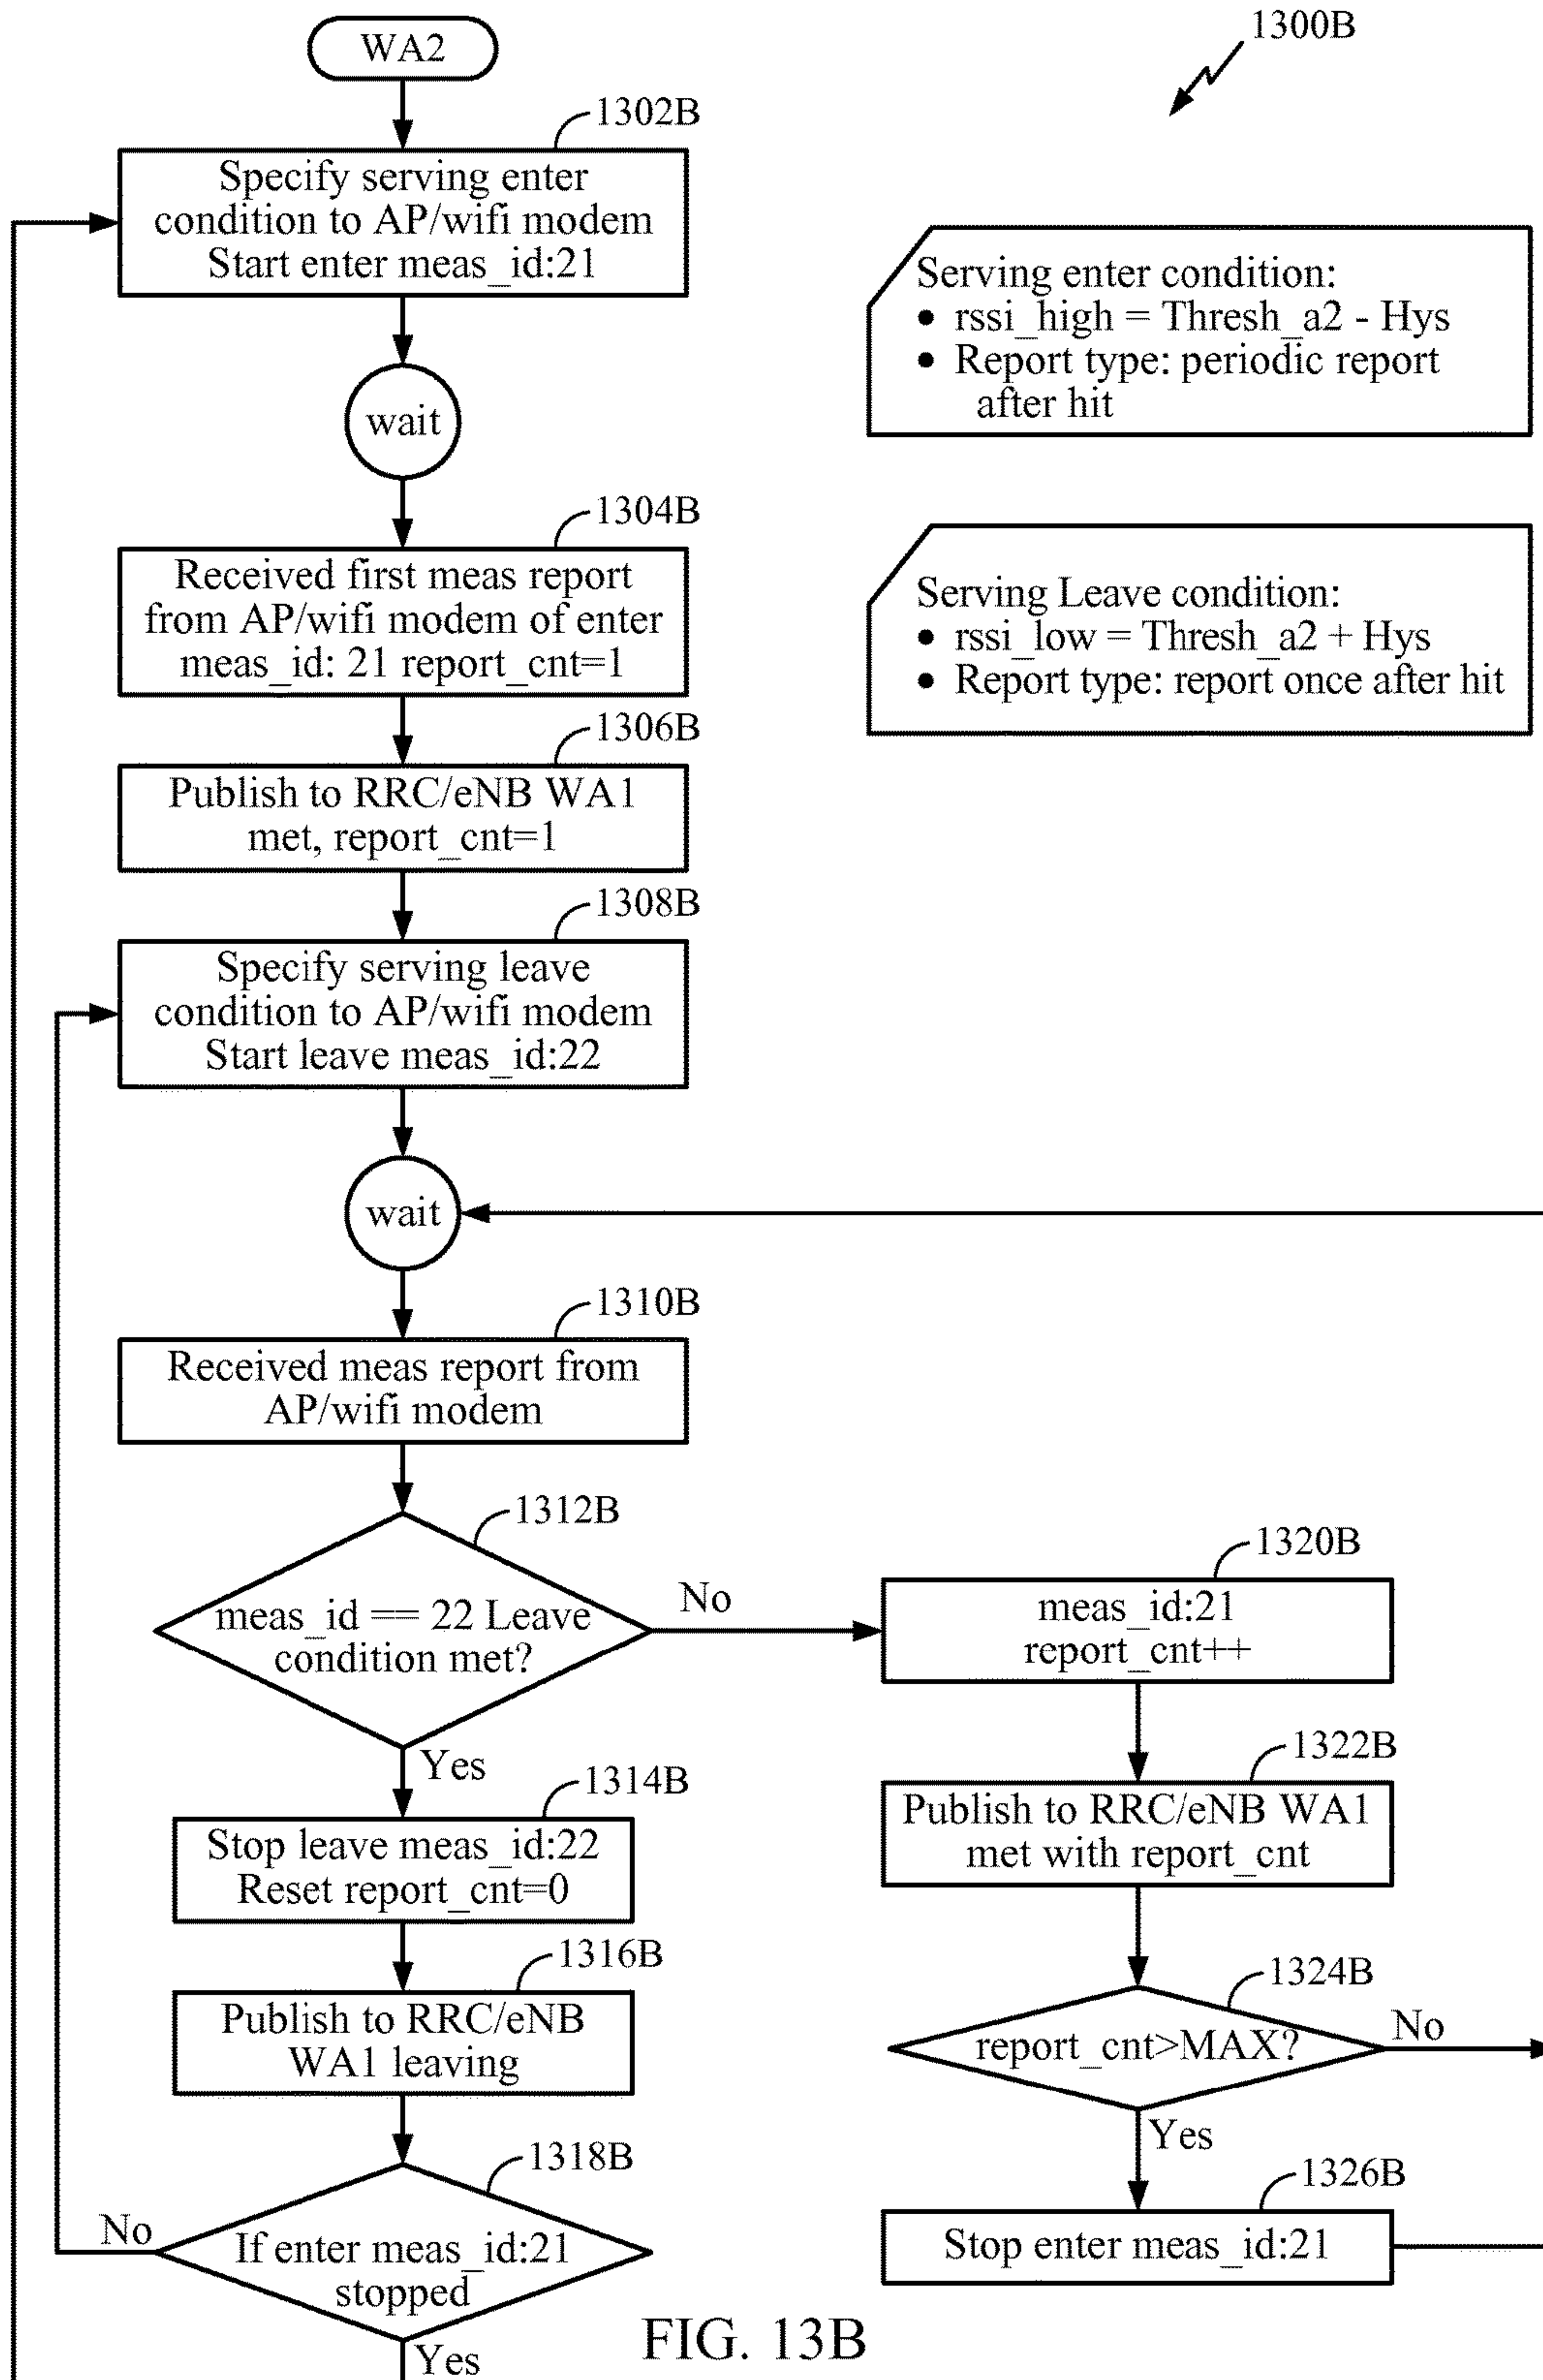 1300B
WA2
1302B
Specify serving enter
condition to AP/wifi modem
Start enter meas_id:21
Serving enter condition:
• rssi_high = Thresh_a2 - Hys
• Report type: periodic report
after hit
wait
1304B
Received first meas report
from AP/wifi modem of enter
meas_id: 21 report_cnt=1
Serving Leave condition:
• rssi_low = Thresh_a2 + Hys
• Report type: report once after hit
1306B
Publish to RRC/eNB WA1
met, report_cnt=1
1308B
Specify serving leave
condition to AP/wifi modem
Start leave meas_id:22
wait
1310B
Received meas report from
AP/wifi modem
1312B
meas_id == 22 Leave
condition met?
No
Yes
1320B
meas_id:21
report_cnt++
1314B
Stop leave meas_id:22
Reset report_cnt=0
1322B
Publish to RRC/eNB WA1
met with report_cnt
1316B
Publish to RRC/eNB
WA1 leaving
1324B
report_cnt>MAX?
No
Yes
1318B
If enter meas_id:21
stopped
No
Yes
1326B
Stop enter meas_id:21
FIG. 13B